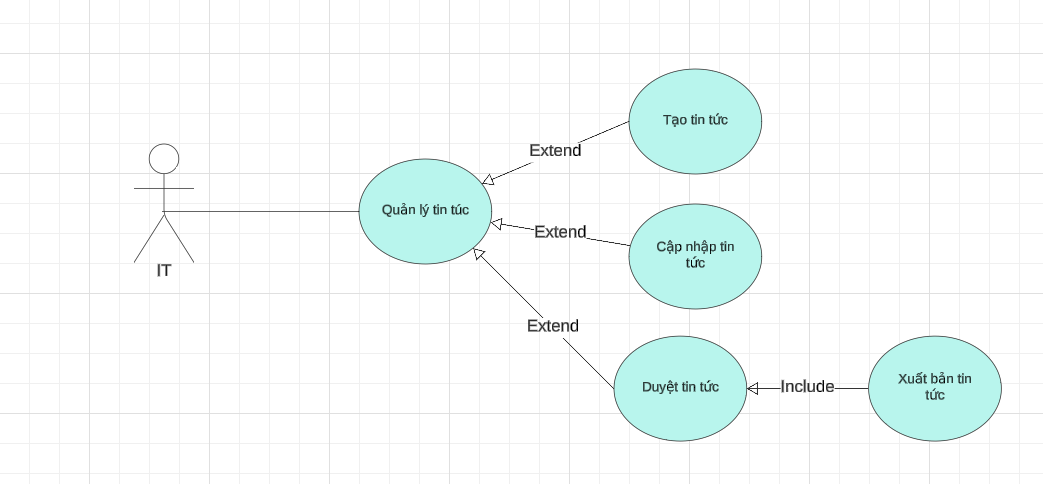 Tạo tin tức
Extend
Quản lý tin túc
Extend
Cập nhập tin
tức
IT
Extend
Duyệt tin tức
Include
Xuất bản tin
tức